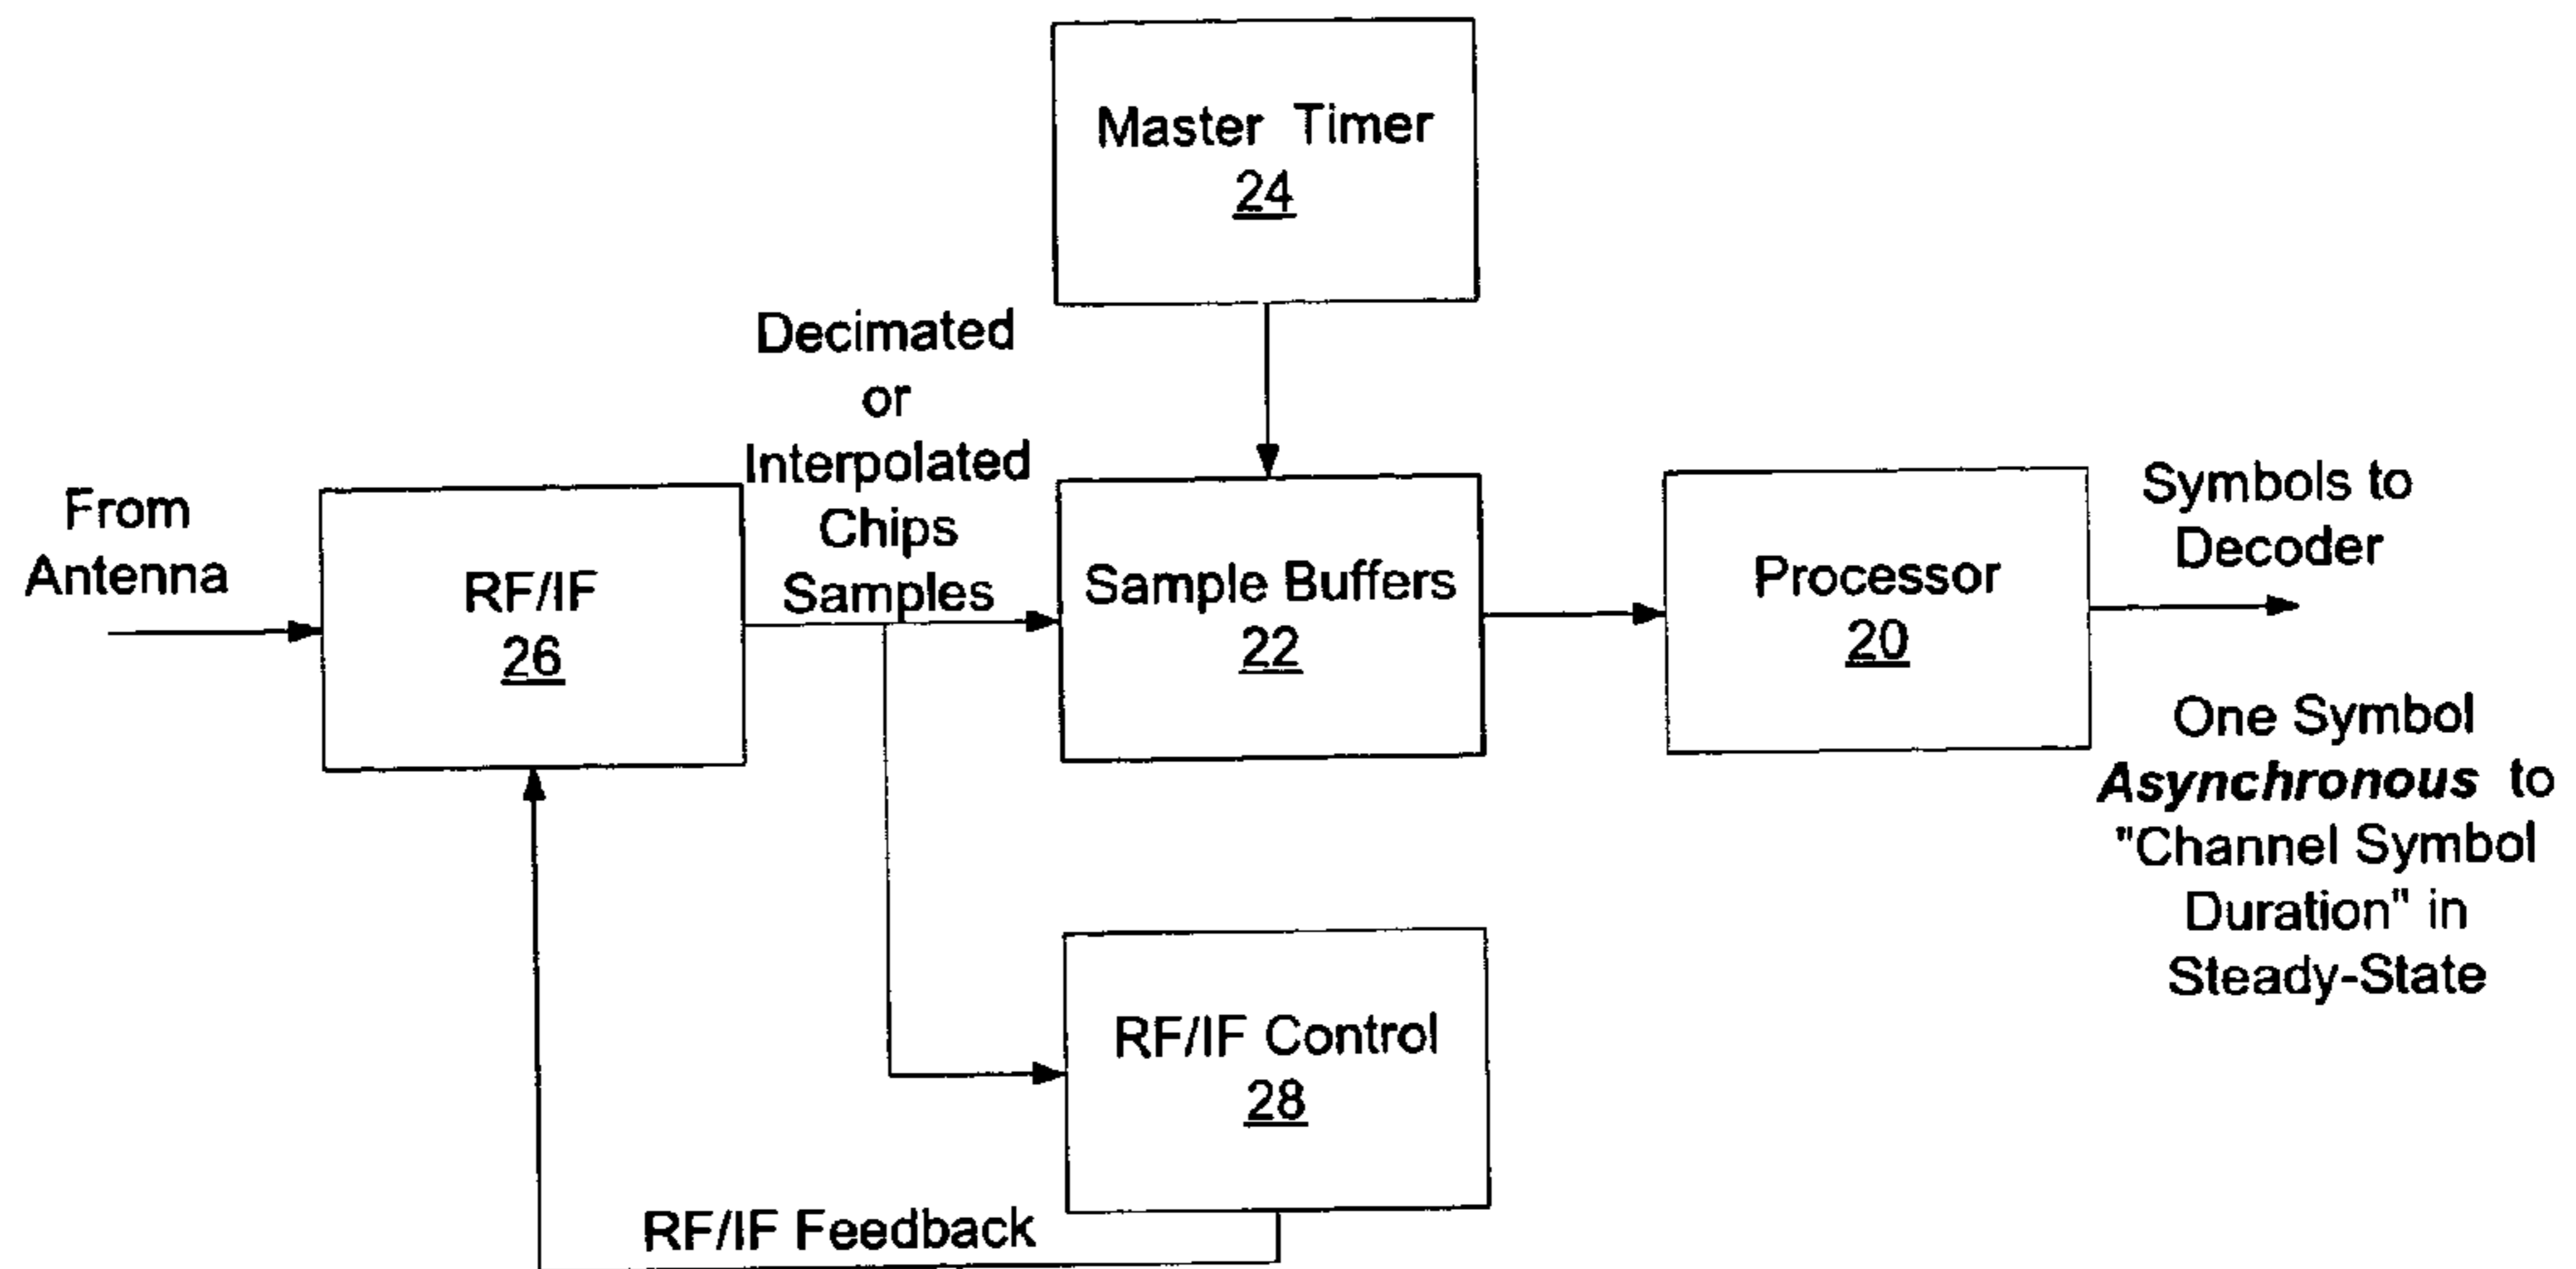 Master Timer
24
Decimated
or
Interpolated
Chips
Samples
From
Antenna
RF/IF
26
Sample Buffers
22
Processor
20
Symbols to
Decoder
One Symbol
Asynchronous to
"Channel Symbol
Duration" in
Steady-State
RF/IF Control
28
RF/IF Feedback